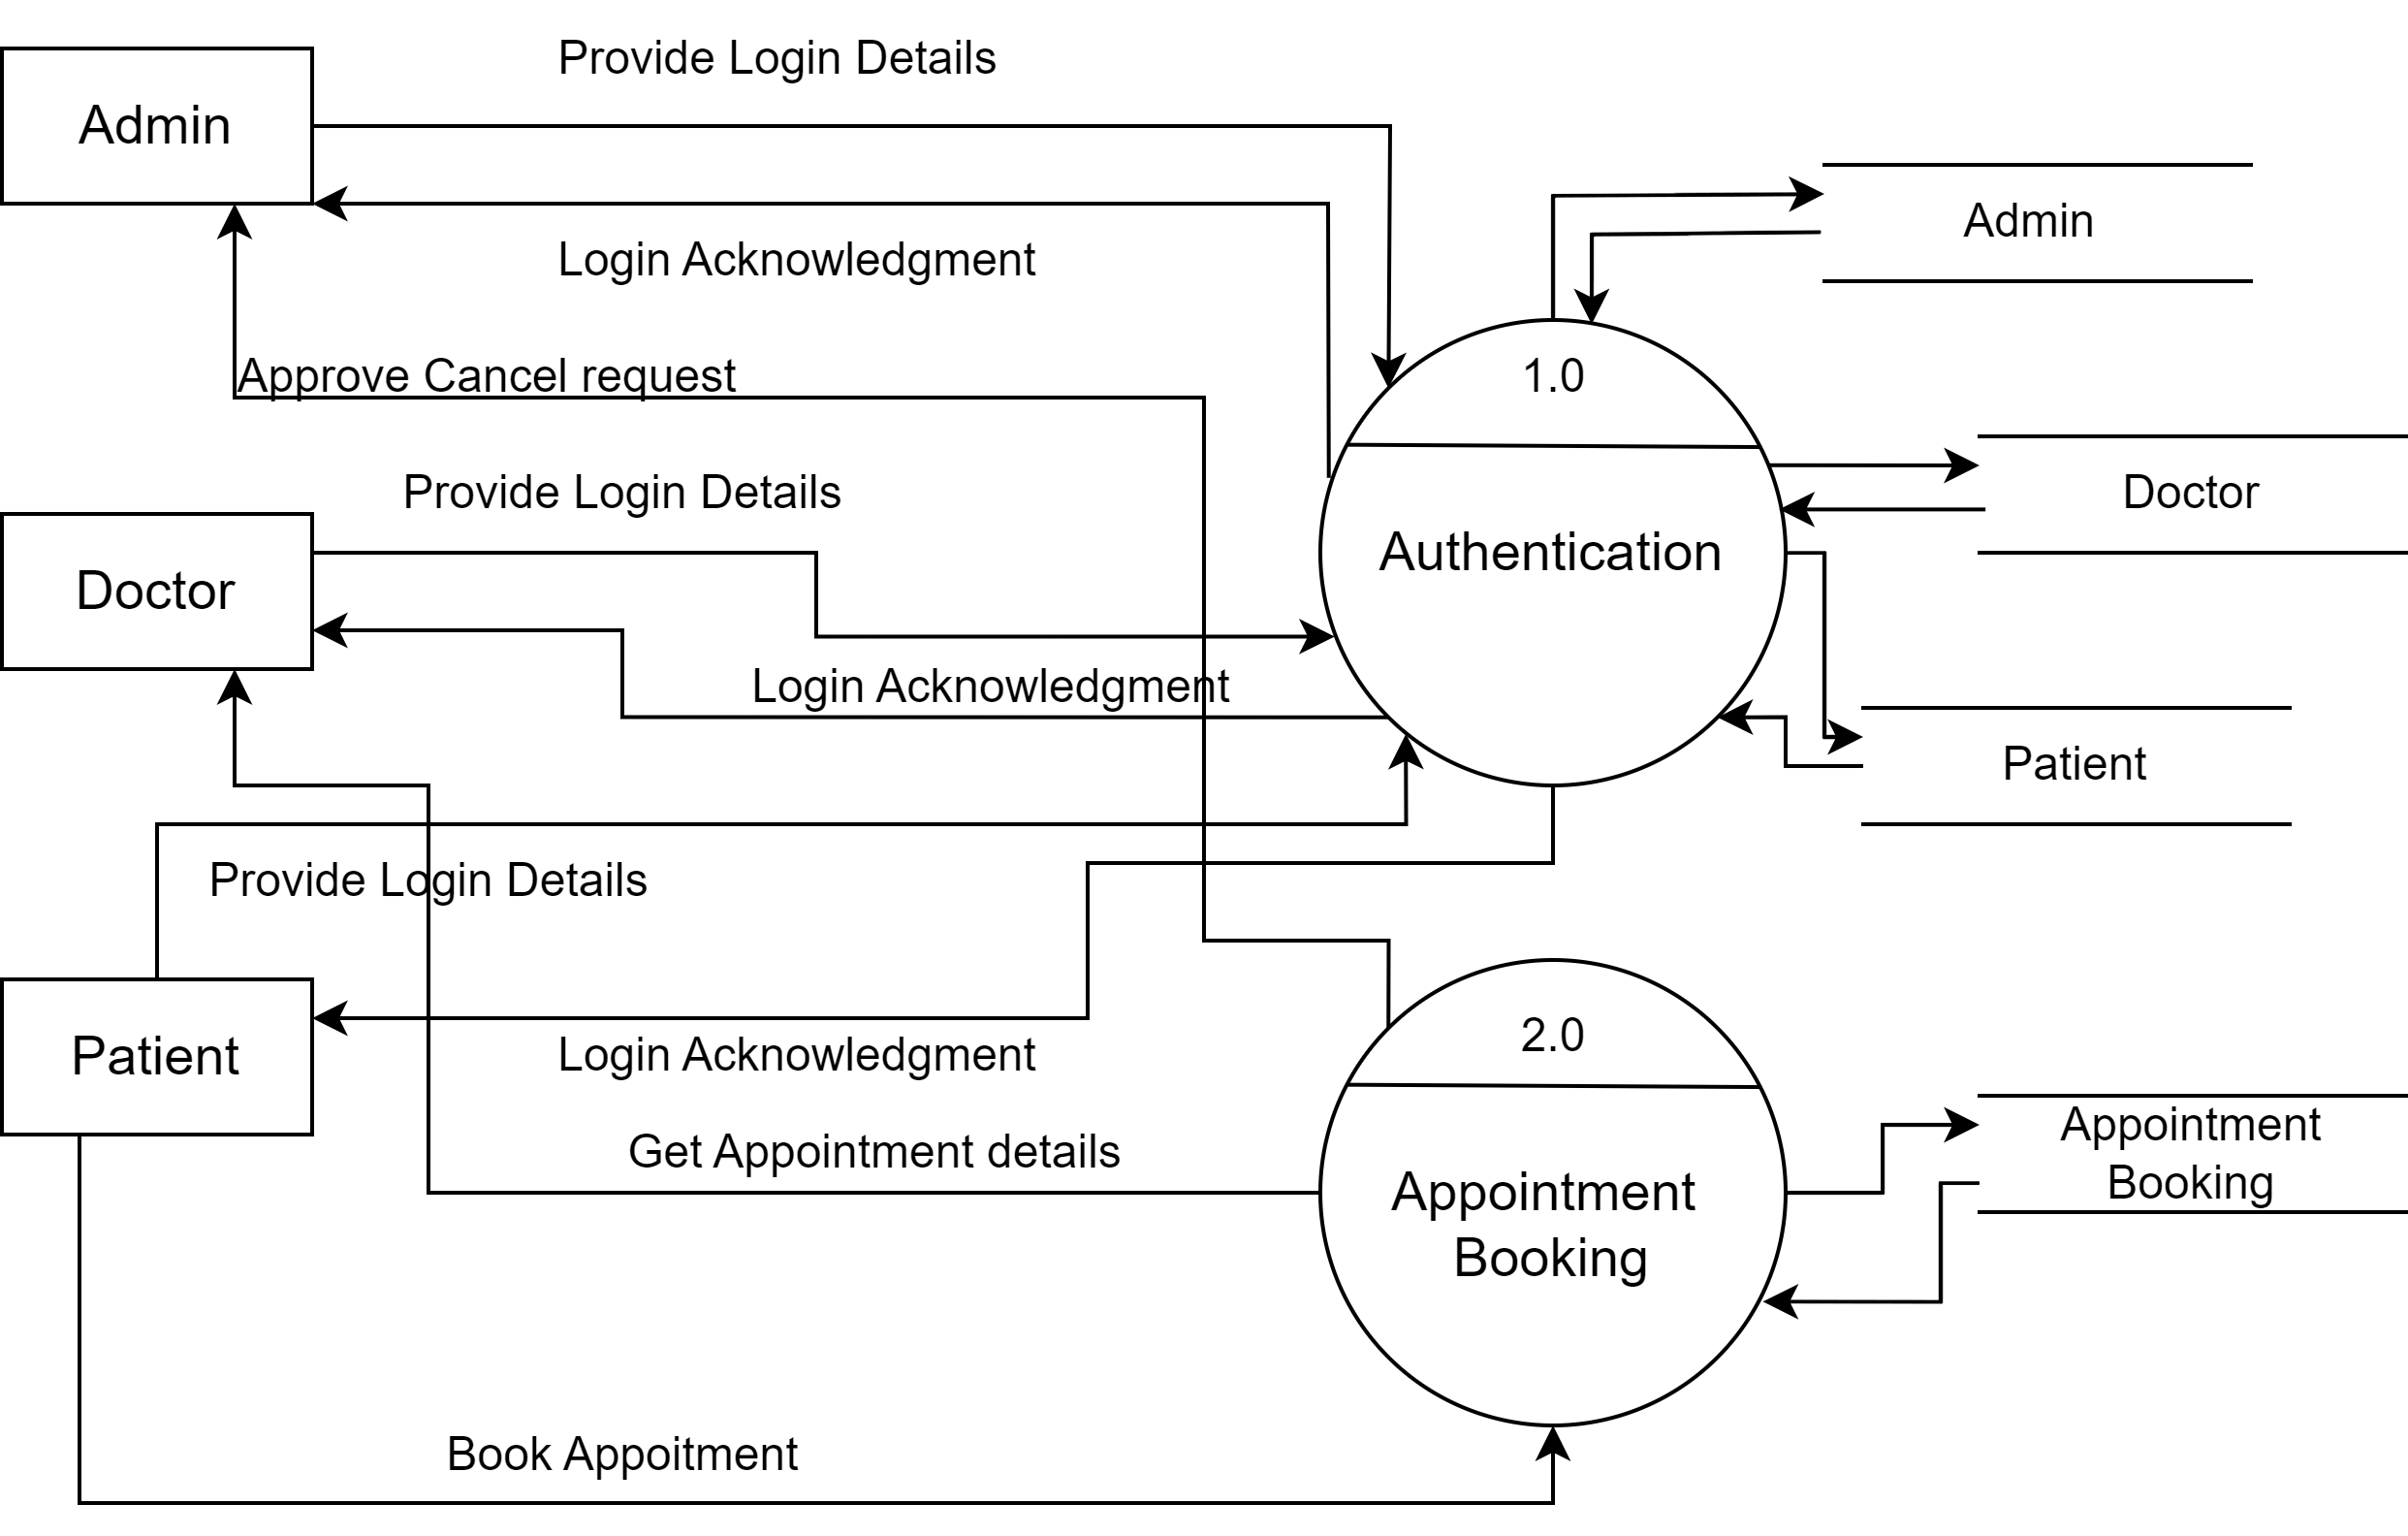 Provide Login Details
Admin
Login Acknowledgment
Admin
Approve Cancel request
1.0
Provide Login Details
Doctor
Authentication
Doctor
Login Acknowledgment
Patient
Provide Login Details
Patient
Login Acknowledgment
2.0
Get Appointment details
Appointment
Booking
Appointment
Booking
Book Appoitment